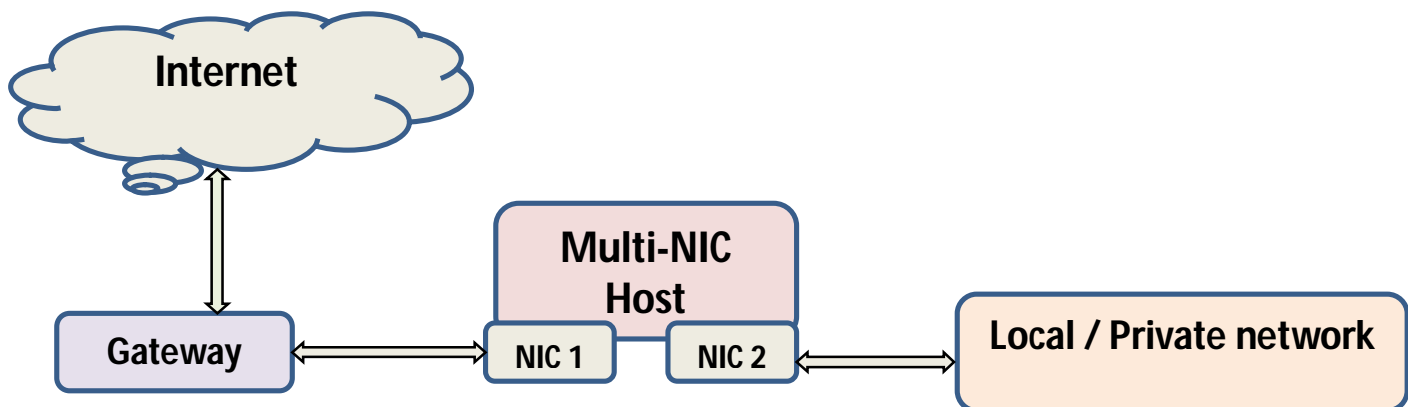 Internet
Multi-NIC
Host
Gateway
NIC 1
NIC 2
Local / Private network